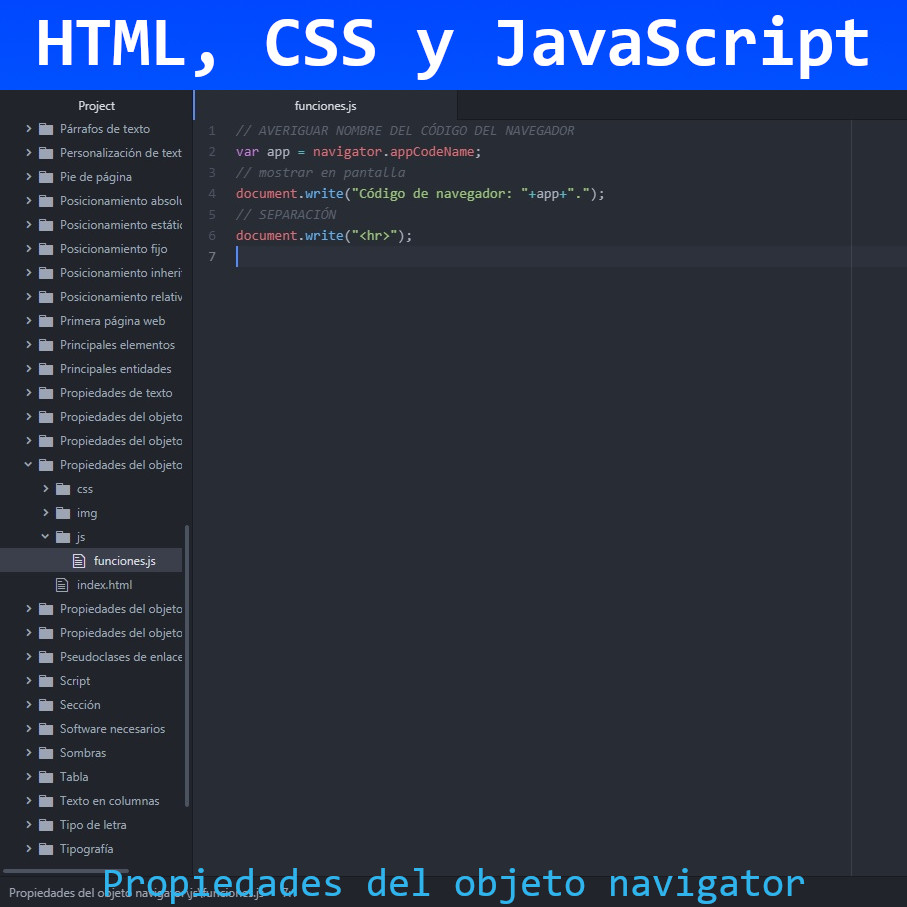 HTML, CSS y JavaScript
Project
Párrafos de texto
Personalización de text
Pie de página
Posicionamiento absolu
Posicionamiento estátic
Posicionamiento fijo
Posicionamiento inheri
Posicionamiento relativ
Primera página web
Principales elementos
Principales entidades
Propiedades de texto
Propiedades del objeto
Propiedades del objeto
Propiedades del objeto
css
img
js
funciones.js
index.html
Propiedades del objeto
Propiedades del objeto
Pseudoclases de enlace
Script
Sección
Software necesarios
Sombras
Tabla
Texto en columnas
Tipo de letra
Tipografía
funciones.js
1 // AVERIGUAR NOMBRE DEL CÓDIGO DEL NAVEGADOR
2 var app = navigator.appCodeName;
3 // mostrar en pantalla
4 document.write("Código de navegador: "+app+".");
5 // SEPARACIÓN
6 document.write("<hr>");
7
Propiedades del objeto navigator\js\funciones.js
Propiedades del objeto navigator